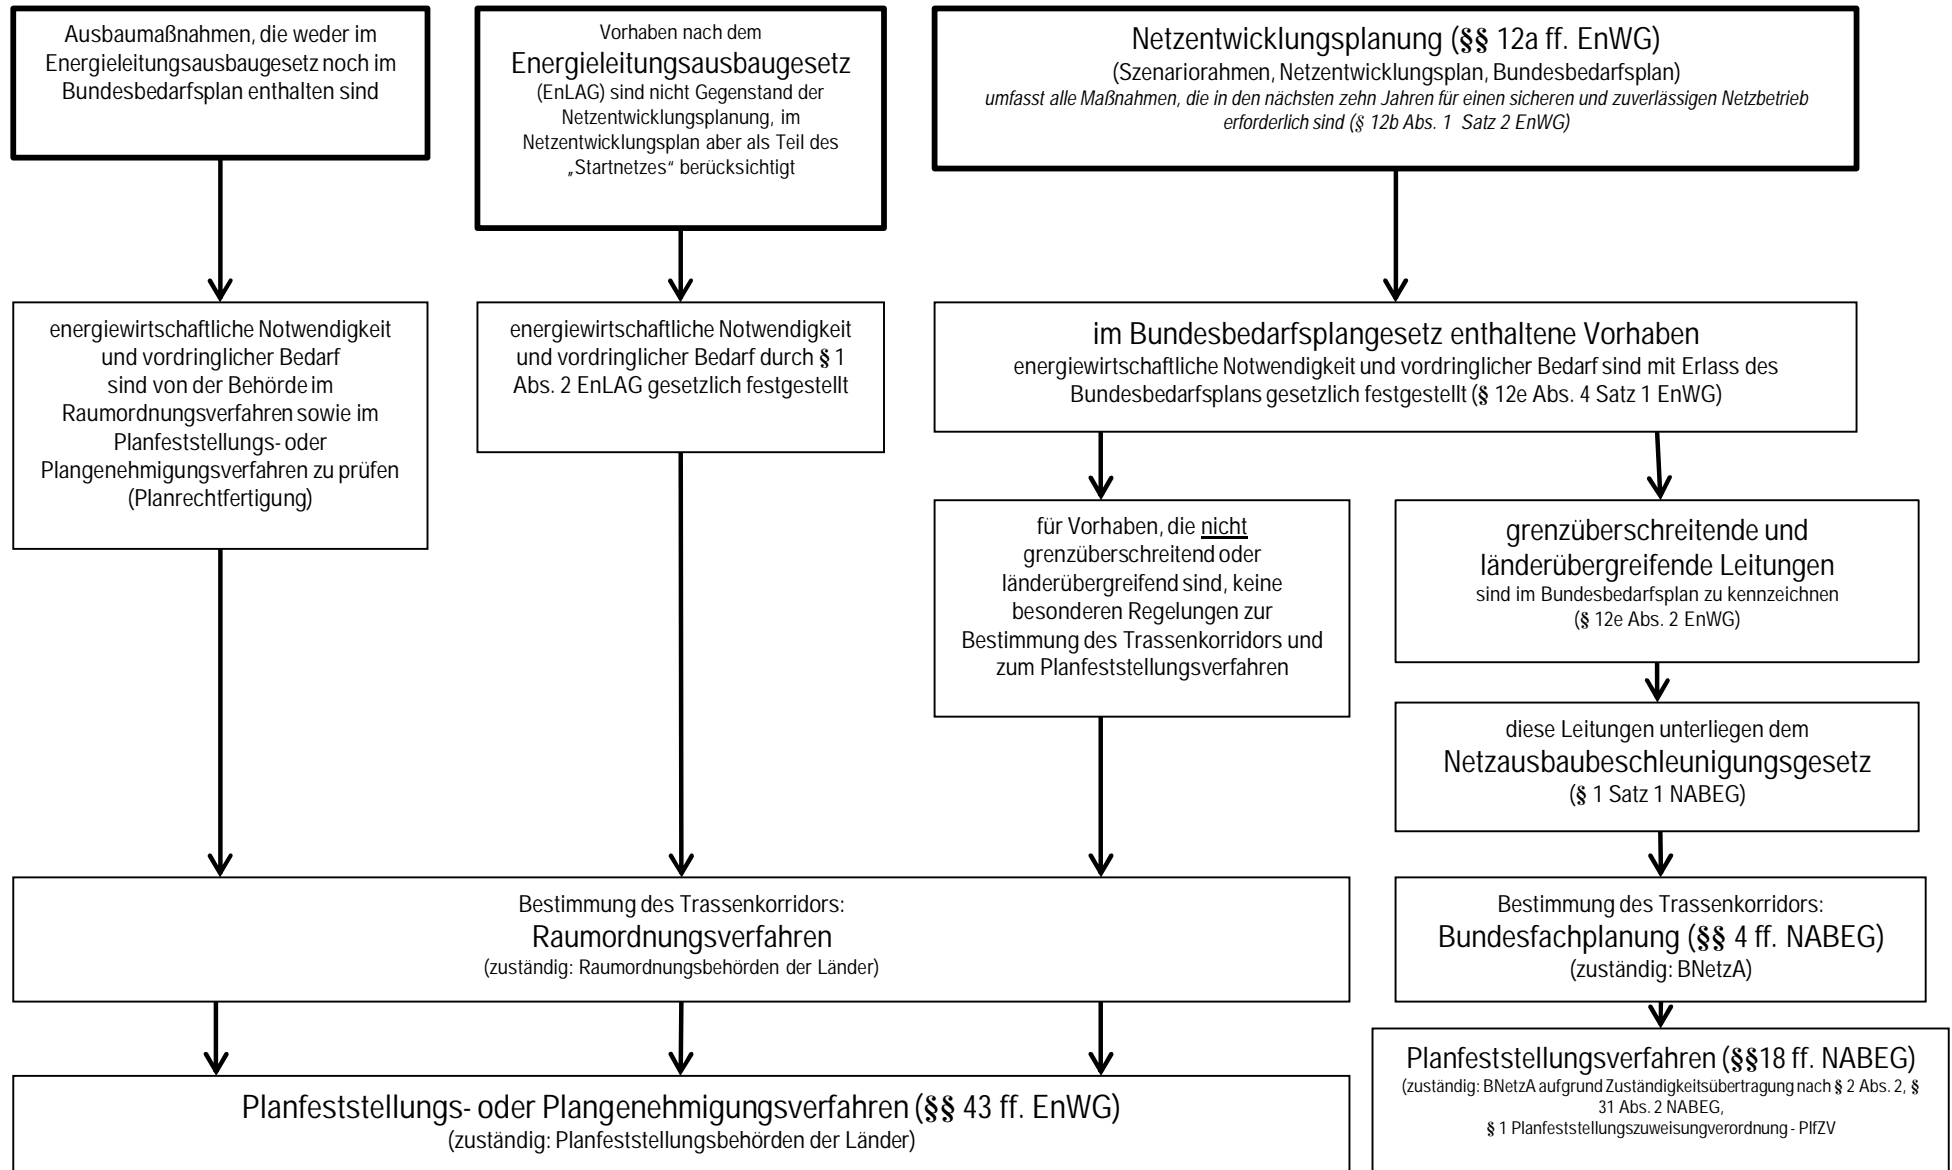 Ausbaumaßnahmen, die weder im
Energieleitungsausbaugesetz noch im
Bundesbedarfsplan enthalten sind
Vorhaben nach dem
Energieleitungsausbaugesetz
(EnLAG) sind nicht Gegenstand der
Netzentwicklungsplanung, im
Netzentwicklungsplan aber als Teil des
„Startnetzes“ berücksichtigt
Netzentwicklungsplanung (§§ 12a ff. EnWG)
(Szenariorahmen, Netzentwicklungsplan, Bundesbedarfsplan)
umfasst alle Maßnahmen, die in den nächsten zehn Jahren für einen sicheren und zuverlässigen Netzbetrieb
erforderlich sind (§ 12b Abs. 1 Satz 2 EnWG)
energiewirtschaftliche Notwendigkeit
und vordringlicher Bedarf
sind von der Behörde im
Raumordnungsverfahren sowie im
Planfeststellungs- oder
Plangenehmigungsverfahren zu prüfen
(Planrechtfertigung)
energiewirtschaftliche Notwendigkeit
und vordringlicher Bedarf durch § 1
Abs. 2 EnLAG gesetzlich festgestellt
im Bundesbedarfsplangesetz enthaltene Vorhaben
energiewirtschaftliche Notwendigkeit und vordringlicher Bedarf sind mit Erlass des
Bundesbedarfsplans gesetzlich festgestellt (§ 12e Abs. 4 Satz 1 EnWG)
für Vorhaben, die nicht
grenzüberschreitend oder
länderübergreifend sind, keine
besonderen Regelungen zur
Bestimmung des Trassenkorridors und
zum Planfeststellungsverfahren
grenzüberschreitende und
länderübergreifende Leitungen
sind im Bundesbedarfsplan zu kennzeichnen
(§ 12e Abs. 2 EnWG)
diese Leitungen unterliegen dem
Netzausbaubeschleunigungsgesetz
(§ 1 Satz 1 NABEG)
Bestimmung des Trassenkorridors:
Raumordnungsverfahren
(zuständig: Raumordnungsbehörden der Länder)
Bestimmung des Trassenkorridors:
Bundesfachplanung (§§ 4 ff. NABEG)
(zuständig: BNetzA)
Planfeststellungs- oder Plangenehmigungsverfahren (§§ 43 ff. EnWG)
(zuständig: Planfeststellungsbehörden der Länder)
Planfeststellungsverfahren (§§18 ff. NABEG)
(zuständig: BNetzA aufgrund Zuständigkeitsübertragung nach § 2 Abs. 2, §
31 Abs. 2 NABEG,
§ 1 Planfeststellungszuweisungverordnung - PlfZV